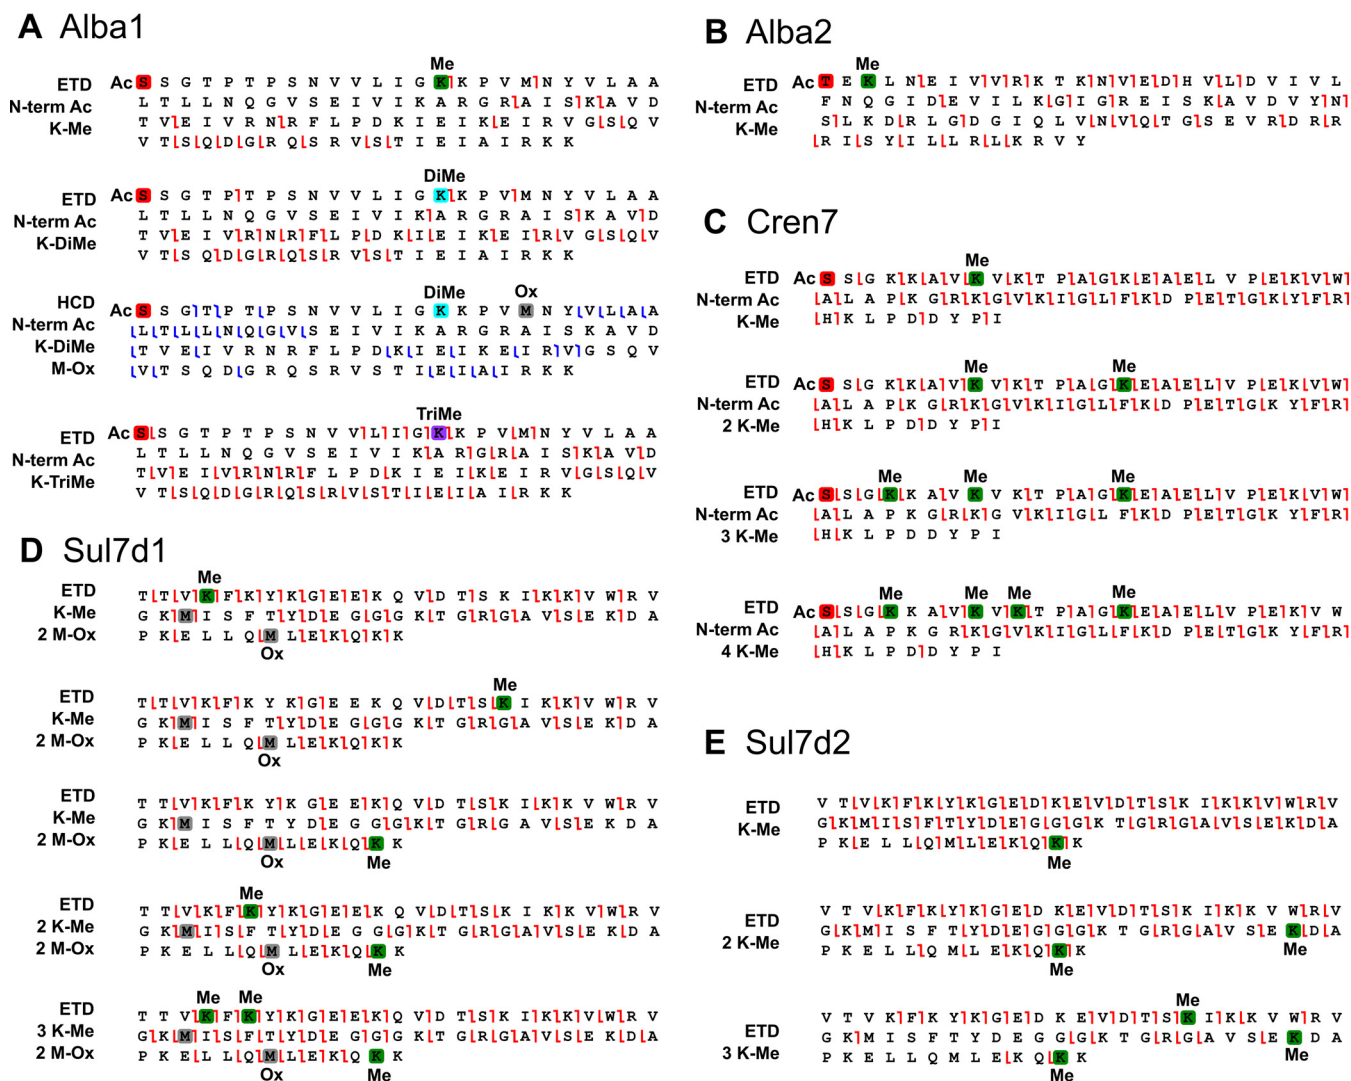 A Alba1
Me
ETD Ac S S G T P T P S N V V L I G K K P V M N Y V L A A
N-term Ac L T L L N Q G V S E I V I K A R G R A I S K A V D
K-Me T V E I V R N R F L P D K I E I K E I R V G S Q V
V T S Q D G R Q S R V S T I E I A I R K K
DiMe
ETD Ac S S G T P T P S N V V L I G K K P V M N Y V L A A
N-term Ac L T L L N Q G V S E I V I K A R G R A I S K A V D
K-DiMe T V E I V R N R F L P D K I E I K E I R V G S Q V
V T S Q D G R Q S R V S T I E I A I R K K
DiMe Ox
HCD Ac S S G T P T P S N V V L I G K K P V M N Y V L A A
N-term Ac L T L L N Q G V S E I V I K A R G R A I S K A V D
K-DiMe T V E I V R N R F L P D K I E I K E I R V G S Q V
M-Ox V T S Q D G R Q S R V S T I E I A I R K K
TriMe
ETD Ac S S G T P T P S N V V L I G K K P V M N Y V L A A
N-term Ac L T L L N Q G V S E I V I K A R G R A I S K A V D
K-TriMe T V E I V R N R F L P D K I E I K E I R V G S Q V
V T S Q D G R Q S R V S T I E I A I R K K
B Alba2
Me
ETD Ac T E K L N E I V V R K T K N V E D H V L D V I V L
N-term Ac F N Q G I D E V I L K G I G R E I S K A V D V Y N
K-Me S L K D R L G D G I Q L V N V Q T G S E V R D R R
R I S Y I L L R L K R V Y
C Cren7
Me
ETD Ac S S G K K A V K V K T P A G K E A E L V P E K V W
N-term Ac A L A P K G R K G V K I G L F K D P E T G K Y F R
K-Me H K L P D D Y P I
Me Me
ETD Ac S S G K K A V K V K T P A G K E A E L V P E K V W
N-term Ac A L A P K G R K G V K I G L F K D P E T G K Y F R
2 K-Me H K L P D D Y P I
Me Me Me
ETD Ac S S G K K A V K V K T P A G K E A E L V P E K V W
N-term Ac A L A P K G R K G V K I G L F K D P E T G K Y F R
3 K-Me H K L P D D Y P I
Me Me Me Me
ETD Ac S S G K K A V K V K T P A G K E A E L V P E K V W
N-term Ac A L A P K G R K G V K I G L F K D P E T G K Y F R
4 K-Me H K L P D D Y P I
D Sul7d1
Me
ETD T T V K F K Y K G E E K Q V D T S K I K K V W R V
K-Me G K M I S F T Y D E G G G K T G R G A V S E K D A
2 M-Ox P K E L L Q M L E K Q K K
Ox
Me
ETD T T V K F K Y K G E E K Q V D T S K I K K V W R V
K-Me G K M I S F T Y D E G G G K T G R G A V S E K D A
2 M-Ox P K E L L Q M L E K Q K K
Ox
ETD T T V K F K Y K G E E K Q V D T S K I K K V W R V
K-Me G K M I S F T Y D E G G G K T G R G A V S E K D A
2 M-Ox P K E L L Q M L E K Q K K
Ox Me
Me
ETD T T V K F K Y K G E E K Q V D T S K I K K V W R V
2 K-Me G K M I S F T Y D E G G G K T G R G A V S E K D A
2 M-Ox P K E L L Q M L E K Q K K
Ox Me
Me Me
ETD T T V K F K Y K G E E K Q V D T S K I K K V W R V
3 K-Me G K M I S F T Y D E G G G K T G R G A V S E K D A
2 M-Ox P K E L L Q M L E K Q K K
Ox Me
E Sul7d2
ETD V T V K F K Y K G E D K E V D T S K I K K V W R V
K-Me G K M I S F T Y D E G G G K T G R G A V S E K D A
P K E L L Q M L E K Q K K
Me
ETD V T V K F K Y K G E D K E V D T S K I K K V W R V
2 K-Me G K M I S F T Y D E G G G K T G R G A V S E K D A
P K E L L Q M L E K Q K K Me
Me
Me
ETD V T V K F K Y K G E D K E V D T S K I K K V W R V
3 K-Me G K M I S F T Y D E G G G K T G R G A V S E K D A
P K E L L Q M L E K Q K K Me
Me